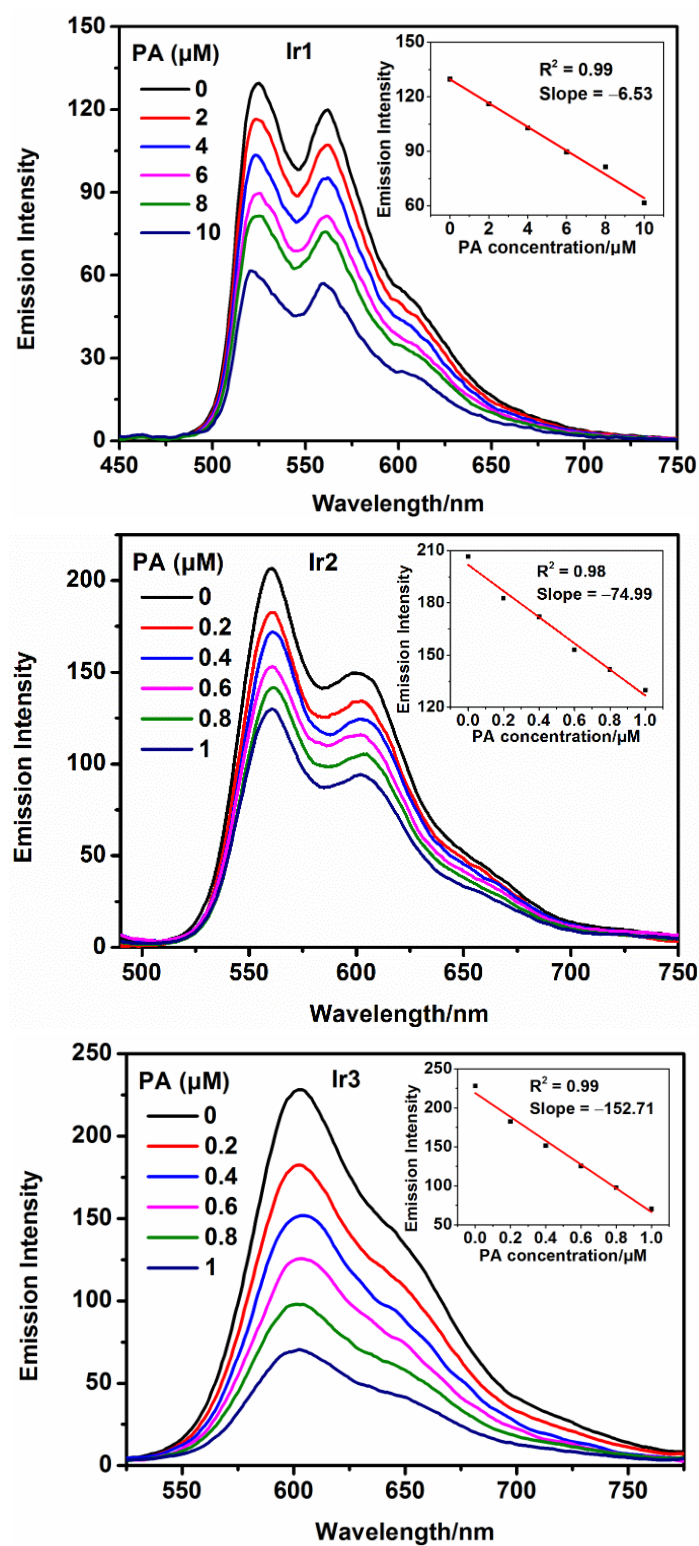 PA (µM)
Ir1
0
2
4
6
8
10
150
120
90
60
30
0
Emission Intensity
450 500 550 600 650 700 750
Wavelength/nm
R² = 0.99
Slope = −6.53
150
120
90
60
Emission Intensity
0 2 4 6 8 10
PA concentration/µM
PA (µM)
Ir2
0
0.2
0.4
0.6
0.8
1
200
150
100
50
0
Emission Intensity
500 550 600 650 700 750
Wavelength/nm
R² = 0.98
Slope = −74.99
210
180
150
120
Emission Intensity
0.0 0.2 0.4 0.6 0.8 1.0
PA concentration/µM
PA (µM)
Ir3
0
0.2
0.4
0.6
0.8
1
250
200
150
100
50
0
Emission Intensity
550 600 650 700 750
Wavelength/nm
R² = 0.99
Slope = −152.71
250
200
150
100
50
Emission Intensity
0.0 0.2 0.4 0.6 0.8 1.0
PA concentration/µM